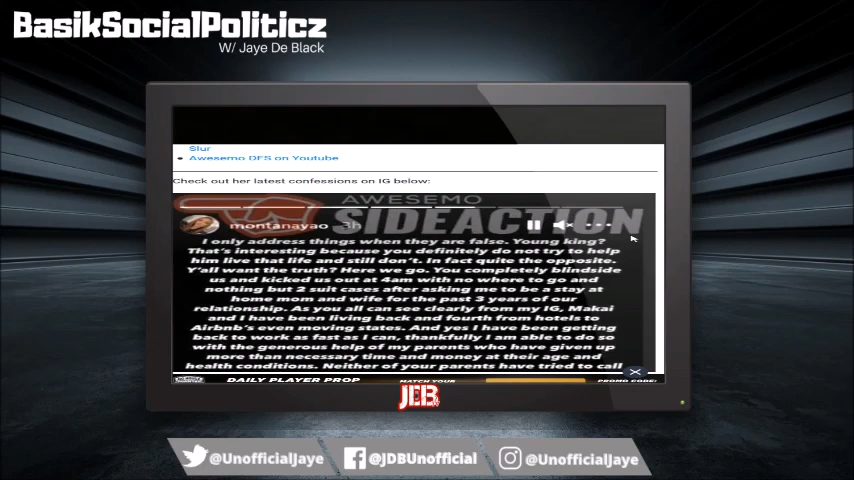 BasikSocialPoliticz
W/ Jaye De Black
Slur
Awesemo DFS on Youtube
Check out her latest confessions on IG below:
AWESEMO
SIDEACTION
montanayao 3h
I only address things when they are false. Young king?
That's interesting because you definitely do not try to help
him live that life and still don't. In fact quite the opposite.
Y'all want the truth? Here we go. You completely blindside
us and kicked us out at 4am with no where to go and
nothing but 2 suit cases after asking me to be a stay at
home mom and wife for the past 3 years of our
relationship. As you all can see clearly from my IG, Makai
and I have been living back and fourth from hotels to
Airbnb's even moving states. And yes I have been getting
back to work as fast as I can, thankfully I am able to do so
with the generous help of my parents who have given up
more than necessary time and money at their age and
health conditions. Neither of your parents have tried to call
DAILY PLAYER PROP MATCH YOUR PROMO CODE:
JEB
@UnofficialJaye @JDBUnofficial @UnofficialJaye